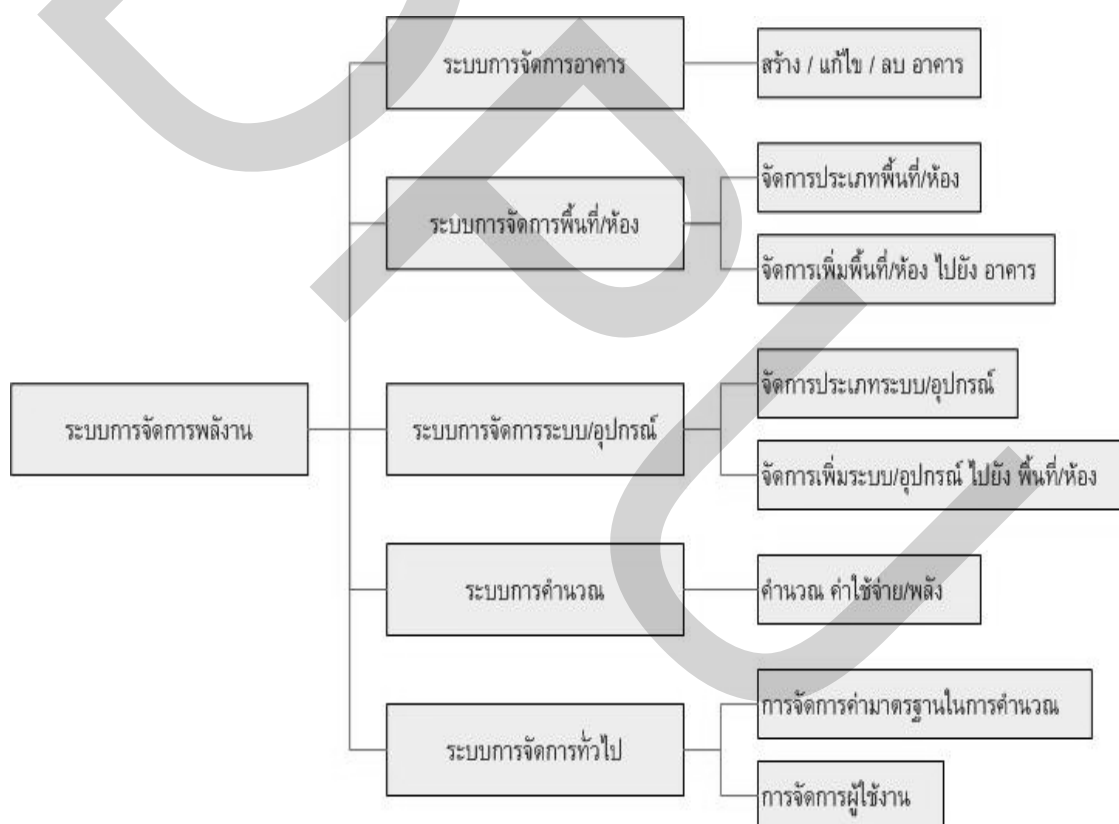 ระบบการจัดการอาคาร
สร้าง / แก้ไข / ลบ อาคาร
จัดการประเภทพื้นที่/ห้อง
ระบบการจัดการพื้นที่/ห้อง
จัดการเพิ่มพื้นที่/ห้อง ไปยัง อาคาร
จัดการประเภทระบบ/อุปกรณ์
ระบบการจัดการพลังาน
ระบบการจัดการระบบ/อุปกรณ์
จัดการเพิ่มระบบ/อุปกรณ์ ไปยัง พื้นที่/ห้อง
ระบบการคำนวณ
คำนวณ ค่าใช้จ่าย/พลัง
การจัดการค่ามาตรฐานในการคำนวณ
ระบบการจัดการทั่วไป
การจัดการผู้ใช้งาน
DPU